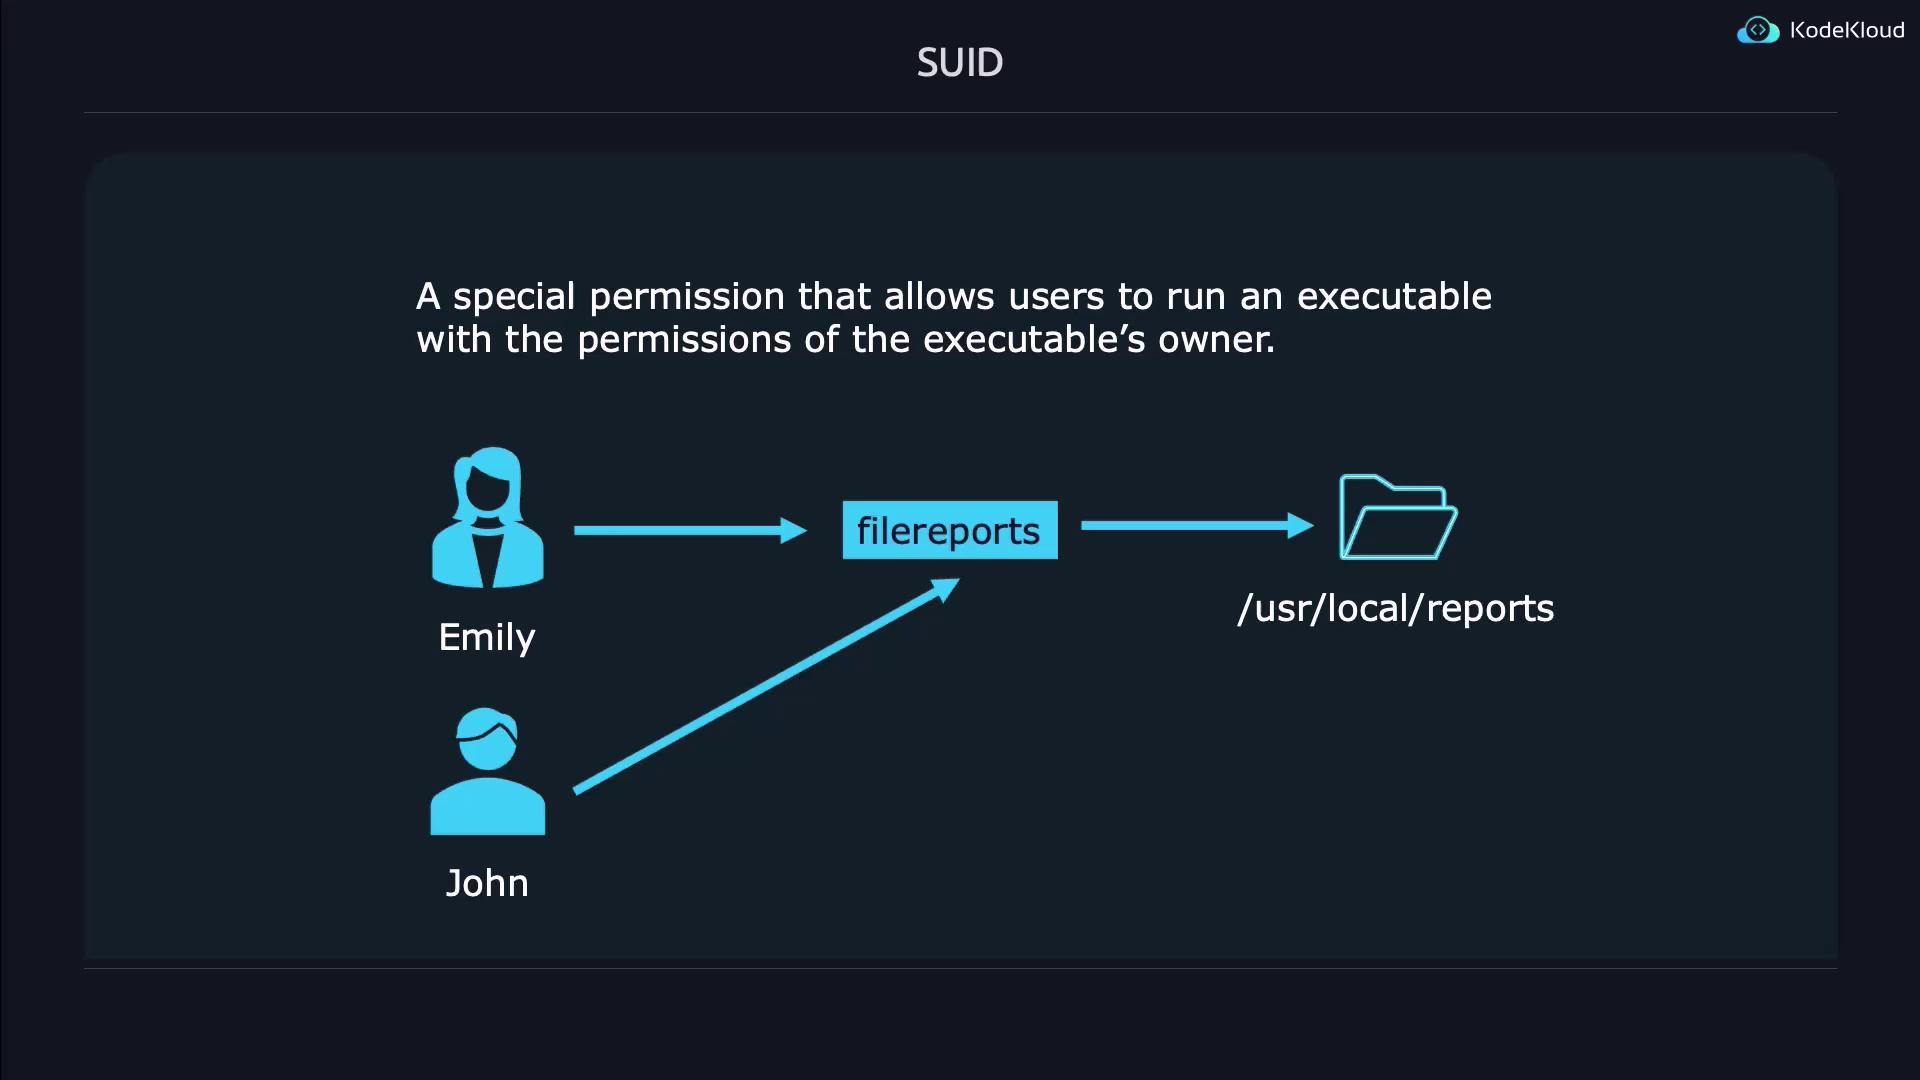 KodeKloud
SUID
A special permission that allows users to run an executable
with the permissions of the executable’s owner.
filereports
/usr/local/reports
Emily
John